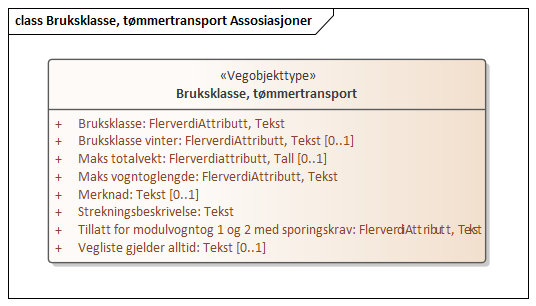 class Bruksklasse, tømmertransport Assosiasjoner
«Vegobjekttype»
Bruksklasse, tømmertransport
+ Bruksklasse: FlerverdiAttributt, Tekst
+ Bruksklasse vinter: FlerverdiAttributt, Tekst [0..1]
+ Maks totalvekt: Flerverdiattributt, Tall [0..1]
+ Maks vogntoglengde: FlerverdiAttributt, Tekst
+ Merknad: Tekst [0..1]
+ Strekningsbeskrivelse: Tekst
+ Tillatt for modulvogntog 1 og 2 med sporingskrav: FlerverdiAttributt, Tekst
+ Vegliste gjelder alltid: Tekst [0..1]